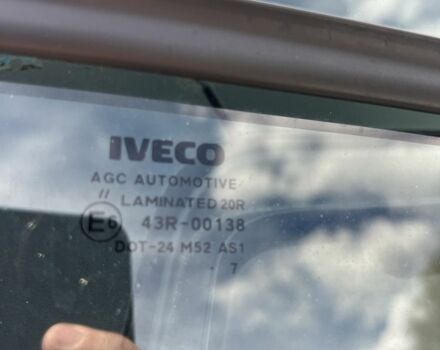 IVECO
AGC AUTOMOTIVE
// LAMINATED 20R
E6 43R-00138
DOT-24 M52 AS1
. 7